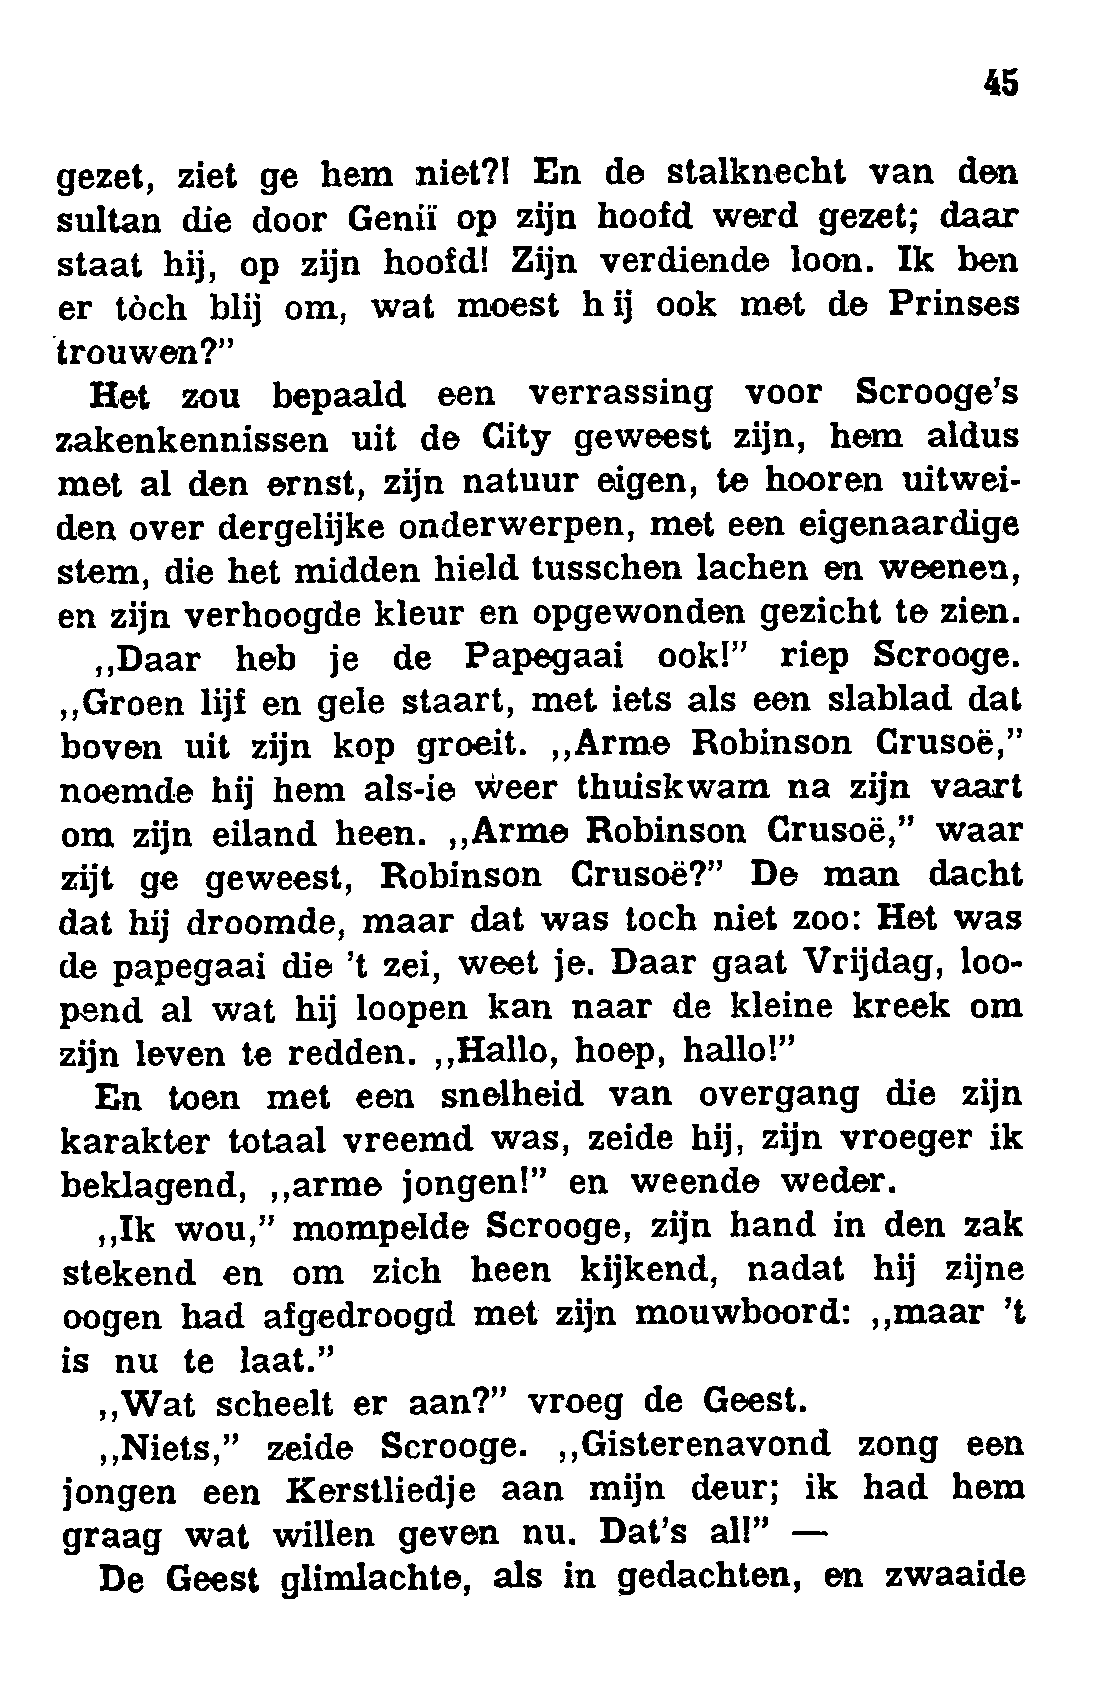 45
gezet, ziet ge hem niet?! En de stalknecht van den
sultan die door Geniï op zijn hoofd werd gezet; daar
staat hij, op zijn hoofd! Zijn verdiende loon. Ik ben
er tòch blij om, wat moest h ij ook met de Prinses
trouwen?”
Het zou bepaald een verrassing voor Scrooge’s
zakenkennissen uit de City geweest zijn, hem aldus
met al den ernst, zijn natuur eigen, te hooren uitwei-
den over dergelijke onderwerpen, met een eigenaardige
stem, die het midden hield tusschen lachen en weenen,
en zijn verhoogde kleur en opgewonden gezicht te zien.
,,Daar heb je de Papegaai ook!” riep Scrooge.
,,Groen lijf en gele staart, met iets als een slablad dat
boven uit zijn kop groeit. ,,Arme Robinson Crusoë,”
noemde hij hem als-ie weer thuiskwam na zijn vaart
om zijn eiland heen. ,,Arme Robinson Crusoë,” waar
zijt ge geweest, Robinson Crusoë?” De man dacht
dat hij droomde, maar dat was toch niet zoo: Het was
de papegaai die ’t zei, weet je. Daar gaat Vrijdag, loo-
pend al wat hij loopen kan naar de kleine kreek om
zijn leven te redden. ,,Hallo, hoep, hallo!”
En toen met een snelheid van overgang die zijn
karakter totaal vreemd was, zeide hij, zijn vroeger ik
beklagend, ,,arme jongen!” en weende weder.
,,Ik wou,” mompelde Scrooge, zijn hand in den zak
stekend en om zich heen kijkend, nadat hij zijne
oogen had afgedroogd met zijn mouwboord: ,,maar ’t
is nu te laat.”
,,Wat scheelt er aan?” vroeg de Geest.
,,Niets,” zeide Scrooge. ,,Gisterenavond zong een
jongen een Kerstliedje aan mijn deur; ik had hem
graag wat willen geven nu. Dat’s al!” —
De Geest glimlachte, als in gedachten, en zwaaide